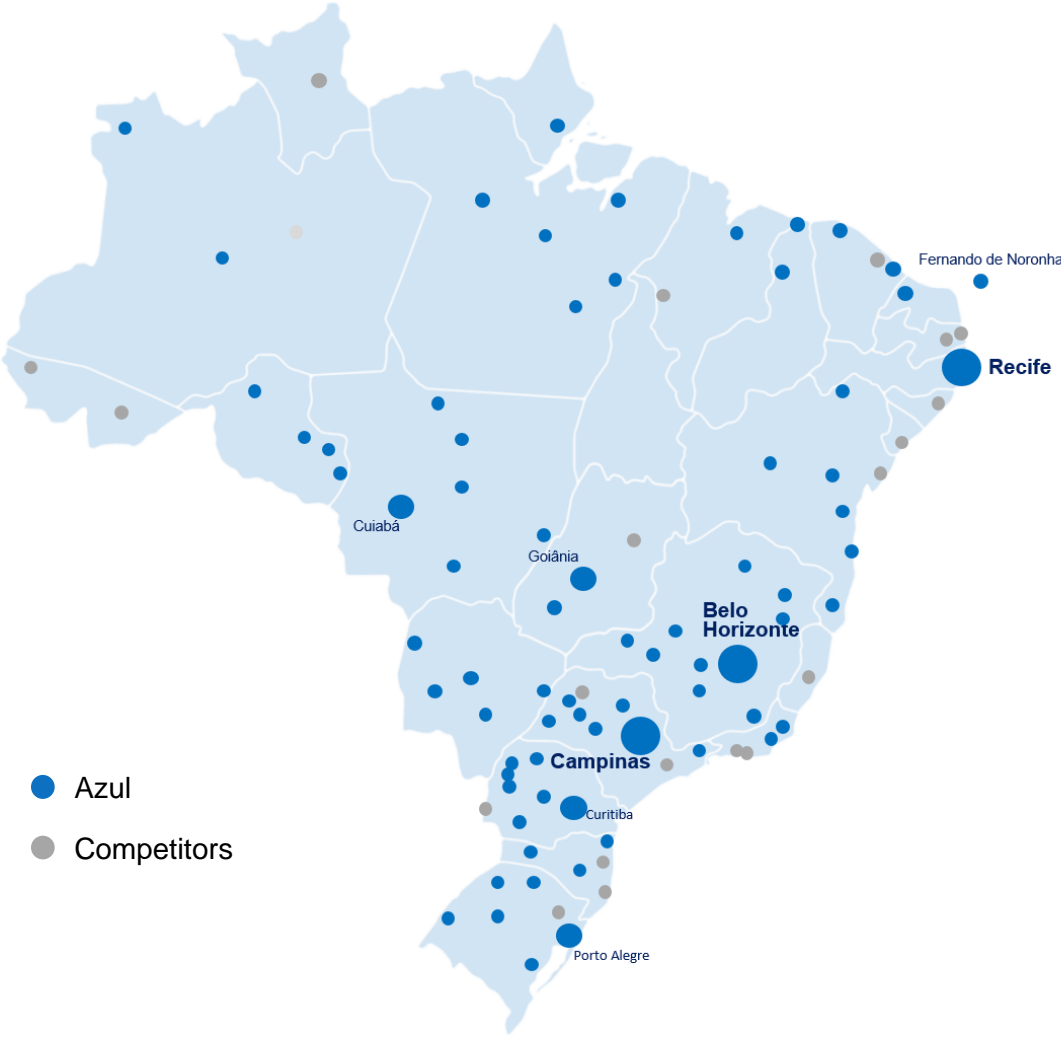 Fernando de Noronha
Recife
Cuiabá
Goiânia
Belo
Horizonte
Campinas
Azul
Curitiba
Competitors
Porto Alegre